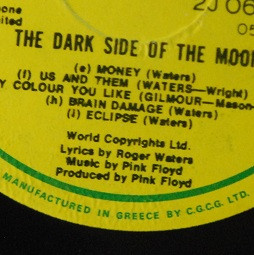 one
2J 06
cited
05
THE DARK SIDE OF THE MOON
(e) MONEY (Waters)
(f) US AND THEM (WATERS—Wright)
Y COLOUR YOU LIKE (GILMOUR—Mason-
(h) BRAIN DAMAGE (Waters)
(i) ECLIPSE (Waters)
World Copyrights Ltd.
Lyrics by Roger Waters
Music by Pink Floyd
Produced by Pink Floyd
MANUFACTURED IN GREECE BY C.G.C.G. LTD.